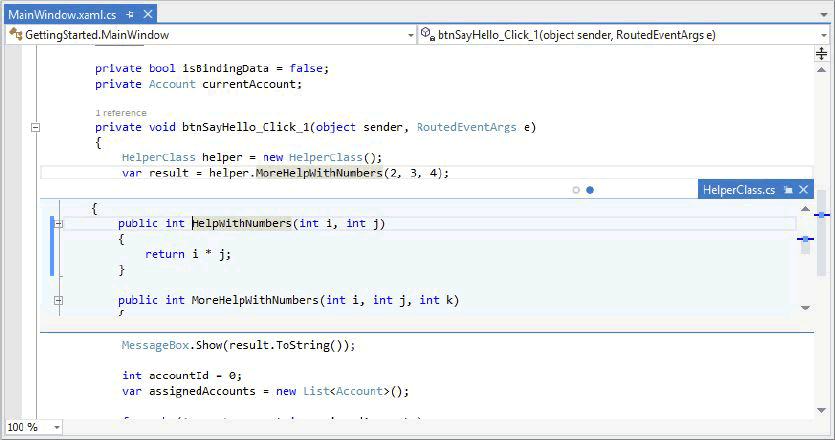 MainWindow.xaml.cs
GettingStarted.MainWindow
btnSayHello_Click_1(object sender, RoutedEventArgs e)
private bool isBindingData = false;
private Account currentAccount;
1 reference
private void btnSayHello_Click_1(object sender, RoutedEventArgs e)
{
HelperClass helper = new HelperClass();
var result = helper.MoreHelpWithNumbers(2, 3, 4);
HelperClass.cs
{
public int HelpWithNumbers(int i, int j)
{
return i * j;
}
public int MoreHelpWithNumbers(int i, int j, int k)
{
MessageBox.Show(result.ToString());
int accountId = 0;
var assignedAccounts = new List<Account>();
100 %